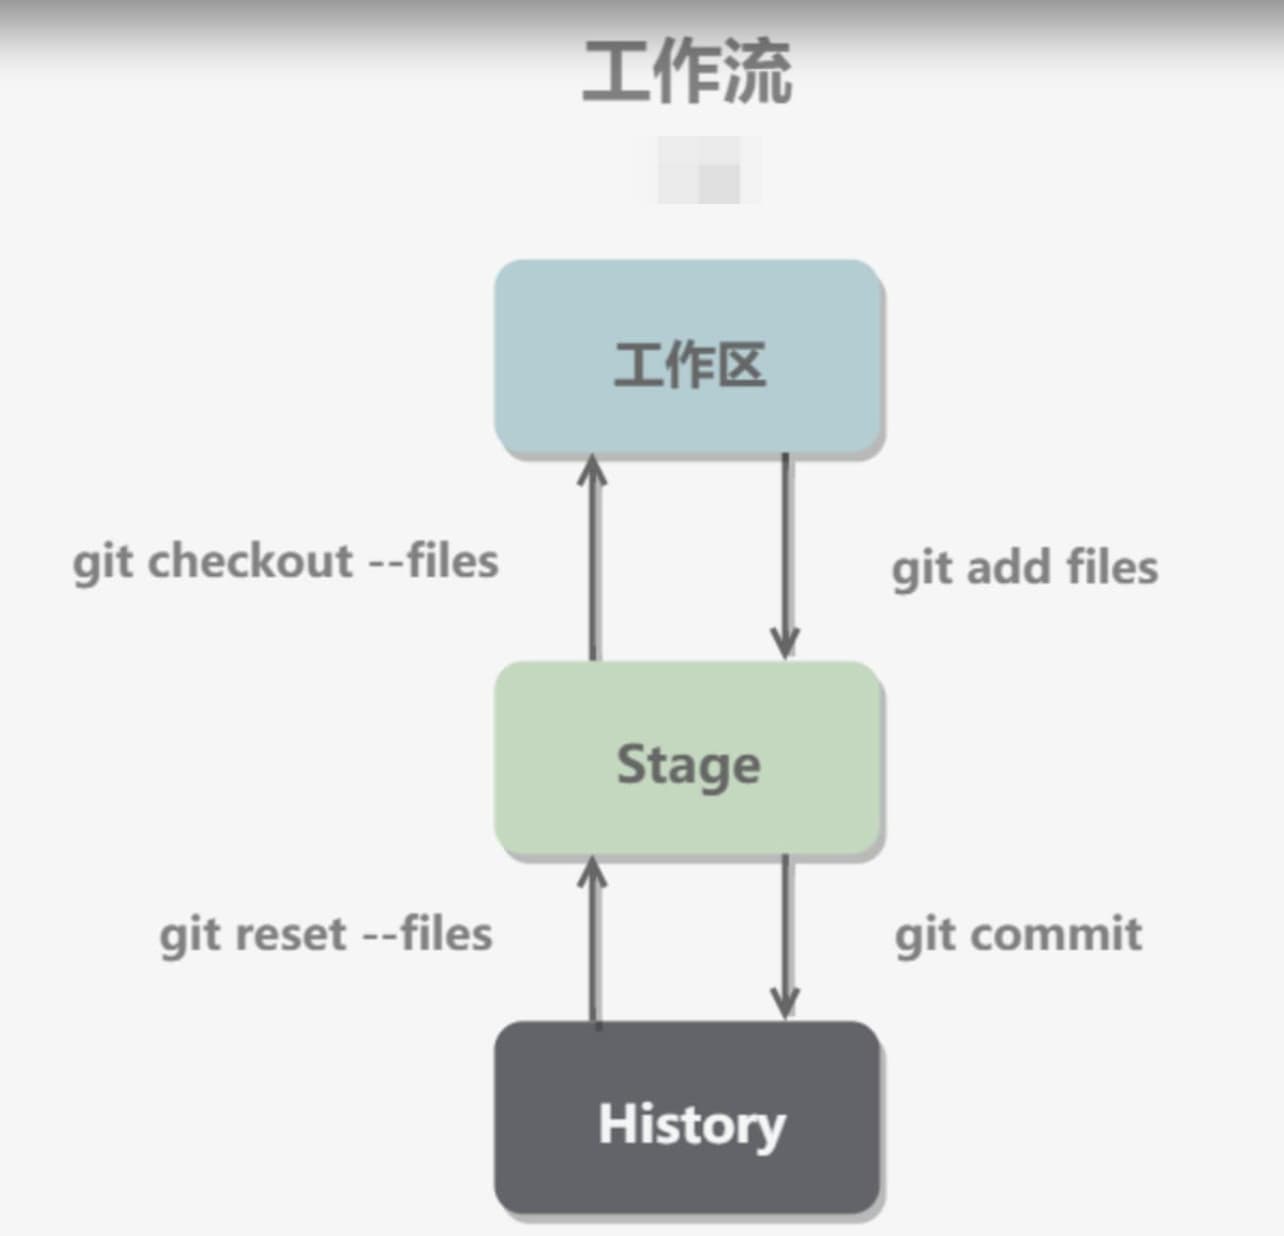 工作流
工作区
git checkout --files
git add files
Stage
git reset --files
git commit
History